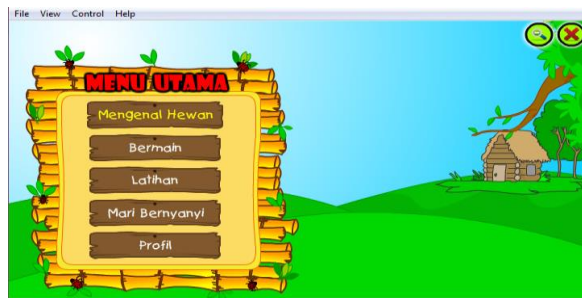 File View Control Help
MENU UTAMA
Mengenal Hewan
Bermain
Latihan
Mari Bernyanyi
Profil